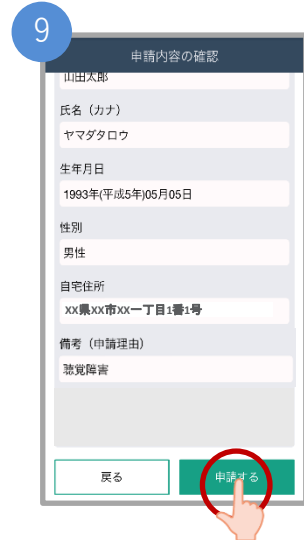 9
申請内容の確認
山田太郎
氏名（カナ）
ヤマダタロウ
生年月日
1993年(平成5年)05月05日
性別
男性
自宅住所
XX県XX市XX一丁目1番1号
備考（申請理由）
聴覚障害
戻る
申請する